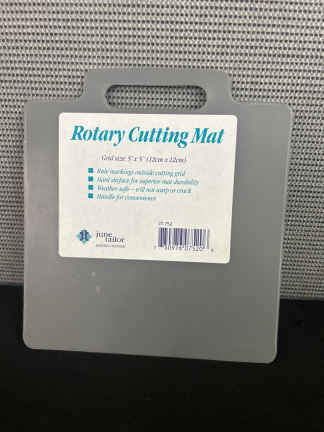 Rotary Cutting Mat
Grid size: 5" x 5" (12cm x 12cm)
Rule markings outside cutting grid
Hard surface for superior mat durability
Weather safe – will not warp or crack
Handle for convenience
june
tailor